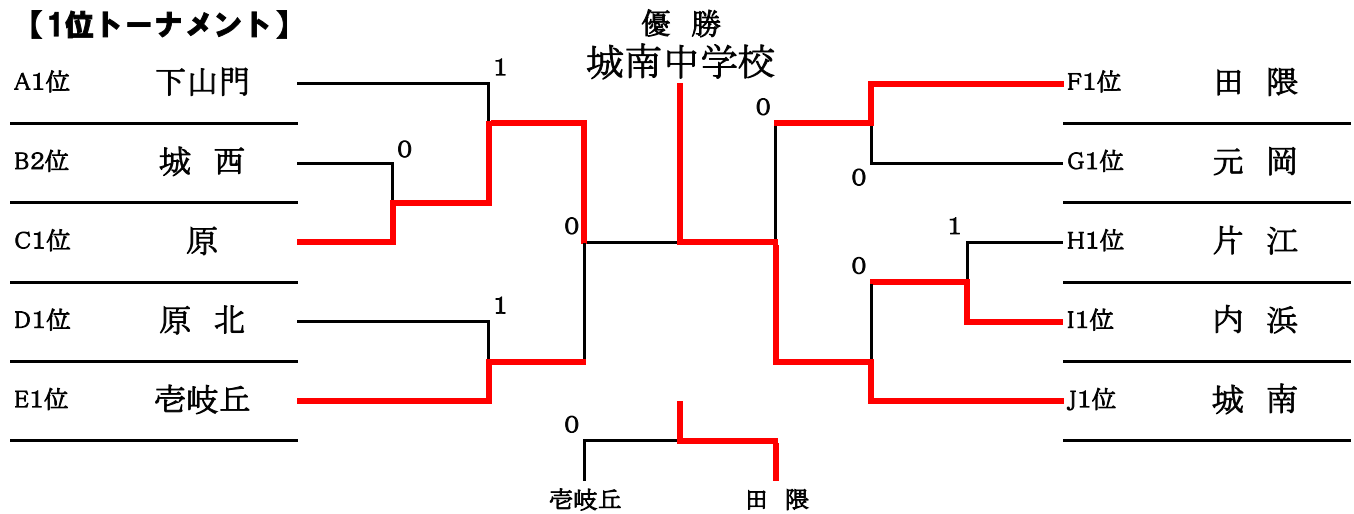 【1位トーナメント】
優 勝
城南中学校
A1位 下山門 1
B2位 城 西 0
C1位 原
D1位 原 北 1
E1位 壱岐丘
0
0
F1位 田 隈
G1位 元 岡
0
H1位 片 江
1
I1位 内 浜
0
J1位 城 南
0
壱岐丘 田 隈